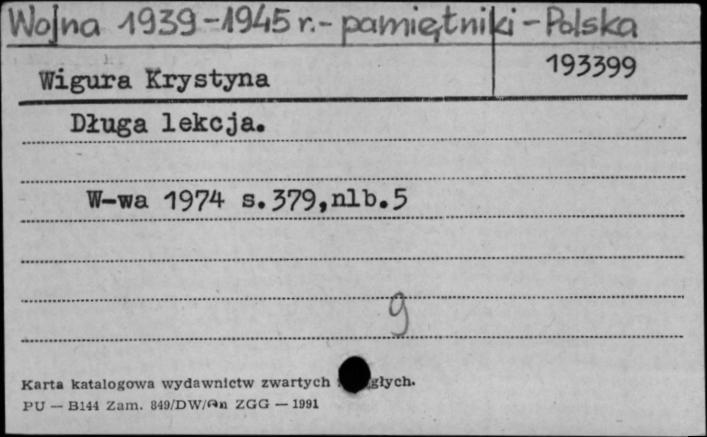 Wojna 1939-1945 r.- pamiętniki - Polska
193399
Wigura Krystyna
Długa lekcja.
W-wa 1974 s.379,nlb.5
9
Karta katalogowa wydawnictw zwartych głych.
PU — B144 Zam. 849/DW/ ZGG — 1991